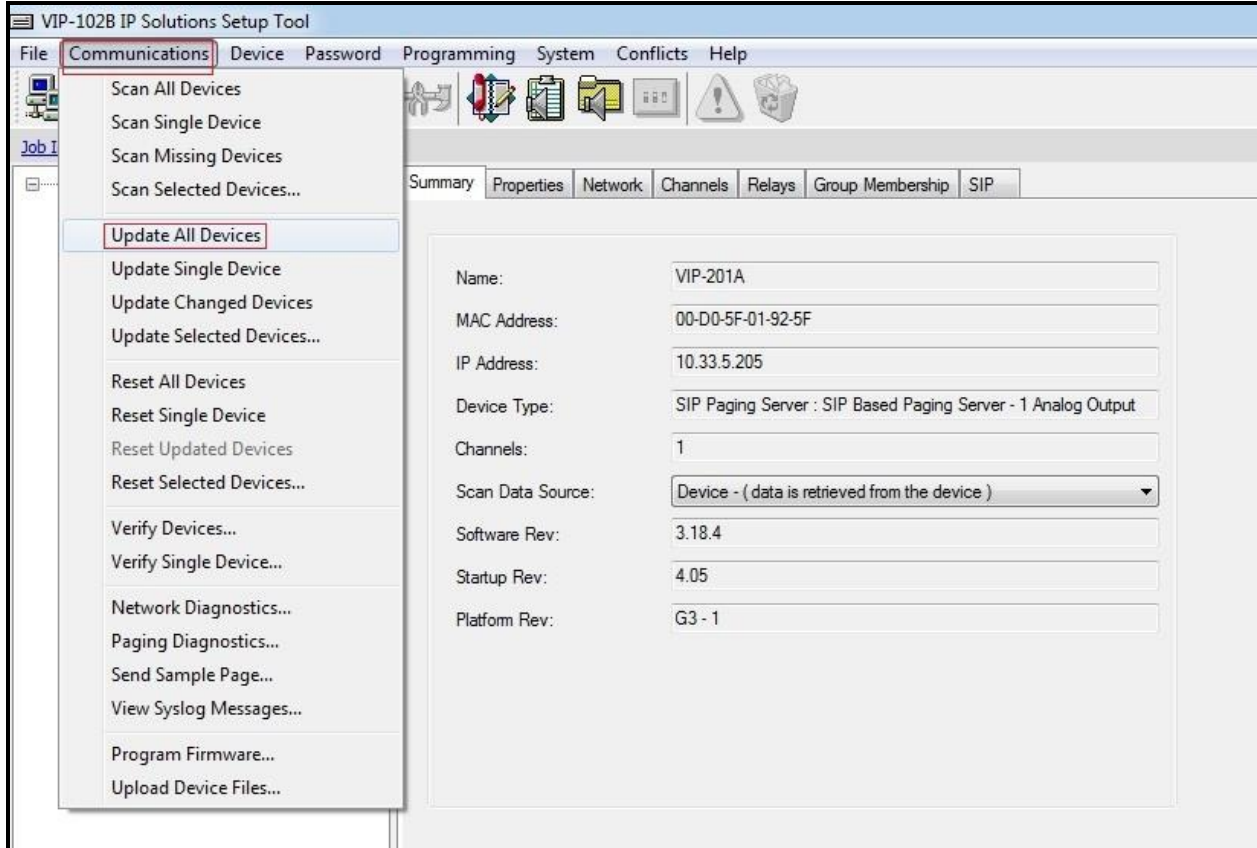 VIP-102B IP Solutions Setup Tool
File Communications Device Password Programming System Conflicts Help
Job I
Scan All Devices
Scan Single Device
Scan Missing Devices
Scan Selected Devices...
Update All Devices
Update Single Device
Update Changed Devices
Update Selected Devices...
Reset All Devices
Reset Single Device
Reset Updated Devices
Reset Selected Devices...
Verify Devices...
Verify Single Device...
Network Diagnostics...
Paging Diagnostics...
Send Sample Page...
View Syslog Messages...
Program Firmware...
Upload Device Files...
Summary Properties Network Channels Relays Group Membership SIP
Name: VIP-201A
MAC Address: 00-D0-5F-01-92-5F
IP Address: 10.33.5.205
Device Type: SIP Paging Server : SIP Based Paging Server - 1 Analog Output
Channels: 1
Scan Data Source: Device - ( data is retrieved from the device )
Software Rev: 3.18.4
Startup Rev: 4.05
Platform Rev: G3 - 1